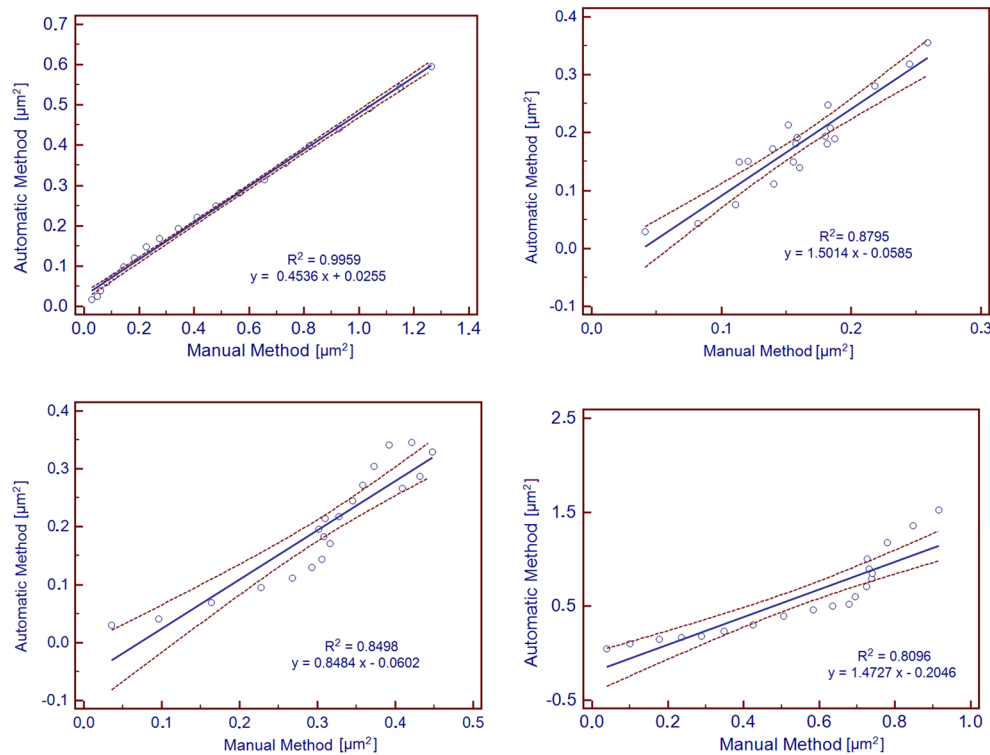 0.7
0.6
0.5
0.4
0.3
0.2
0.1
0.0
Automatic Method [µm²]
R² = 0.9959
y = 0.4536 x + 0.0255
0.0 0.2 0.4 0.6 0.8 1.0 1.2 1.4
Manual Method [µm²]
0.4
0.3
0.2
0.1
0.0
-0.1
Automatic Method [µm²]
R²= 0.8795
y = 1.5014 x - 0.0585
0.0 0.1 0.2 0.3
Manual Method [µm²]
0.4
0.3
0.2
0.1
0.0
-0.1
Automatic Method [µm²]
R² = 0.8498
y = 0.8484 x - 0.0602
0.0 0.1 0.2 0.3 0.4 0.5
Manual Method [µm²]
2.5
1.5
0.5
-0.5
Automatic Method [µm²]
R² = 0.8096
y = 1.4727 x - 0.2046
0.0 0.2 0.4 0.6 0.8 1.0
Manual Method [µm²]